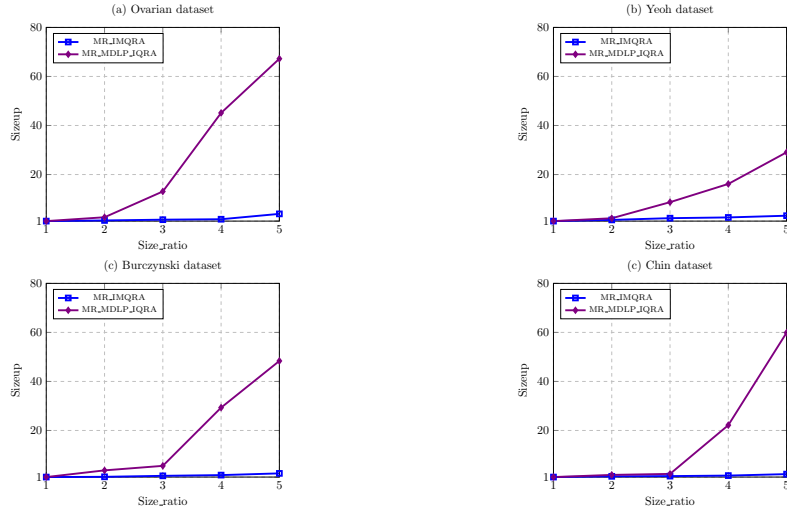 (a) Ovarian dataset
80
60
40
20
1
Sizeup
MR_IMQRA
MR_MDLP_IQRA
1 2 3 4 5
Size_ratio
(b) Yeoh dataset
80
60
40
20
1
Sizeup
MR_IMQRA
MR_MDLP_IQRA
1 2 3 4 5
Size_ratio
(c) Burczynski dataset
80
60
40
20
1
Sizeup
MR_IMQRA
MR_MDLP_IQRA
1 2 3 4 5
Size_ratio
(c) Chin dataset
80
60
40
20
1
Sizeup
MR_IMQRA
MR_MDLP_IQRA
1 2 3 4 5
Size_ratio